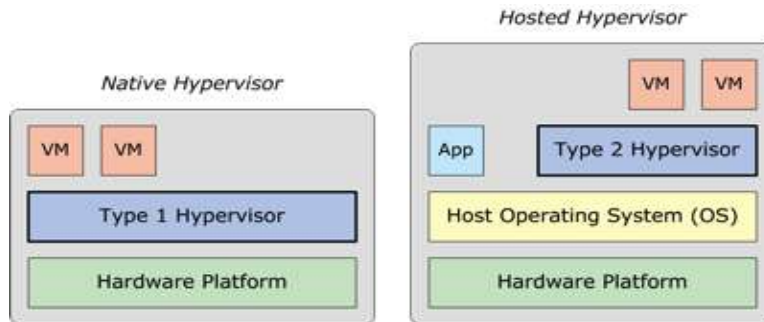 Native Hypervisor
VM VM
Type 1 Hypervisor
Hardware Platform
Hosted Hypervisor
VM VM
App Type 2 Hypervisor
Host Operating System (OS)
Hardware Platform